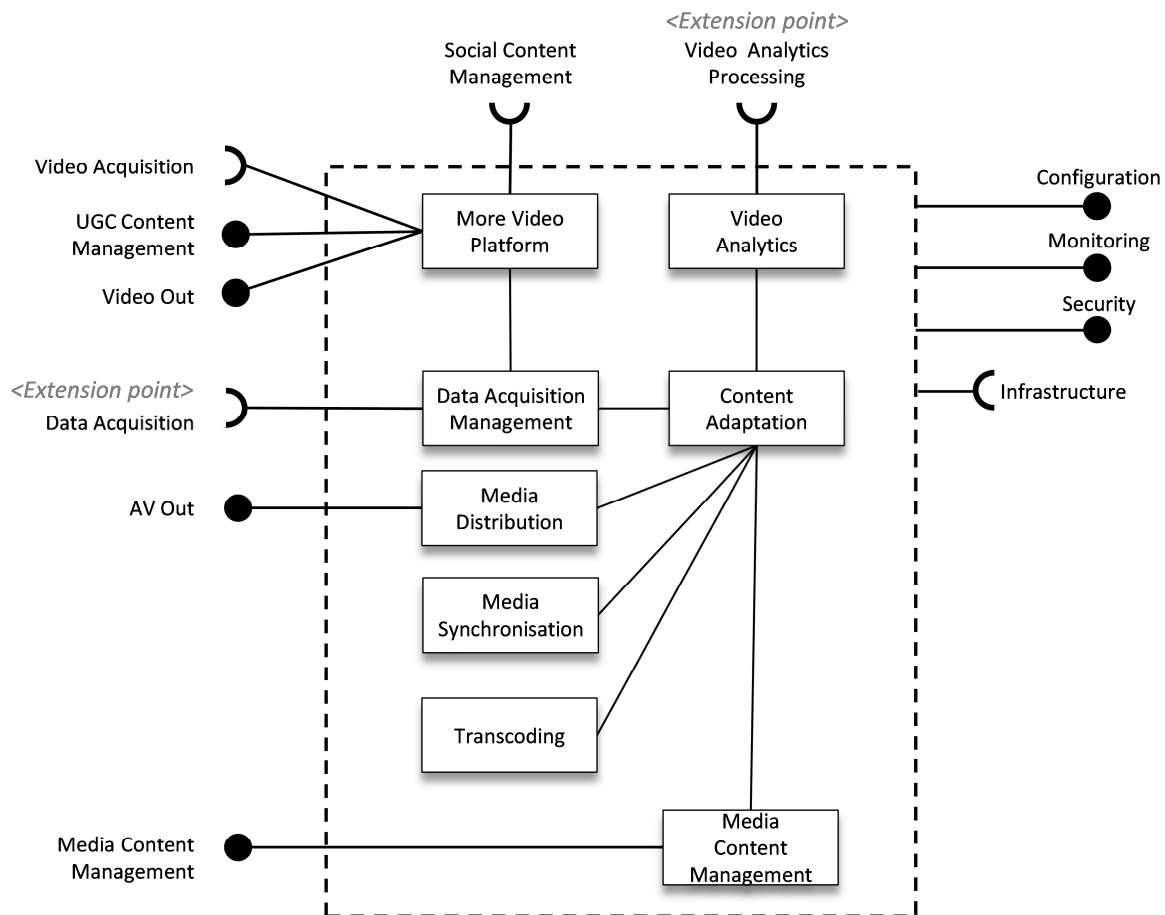 <Extension point>
Social Content
Management
Video Analytics
Processing
Video Acquisition
UGC Content
Management
Video Out
More Video
Platform
Video
Analytics
Configuration
Monitoring
Security
<Extension point>
Data Acquisition
Data Acquisition
Management
Content
Adaptation
Infrastructure
AV Out
Media
Distribution
Media
Synchronisation
Transcoding
Media Content
Management
Media
Content
Management